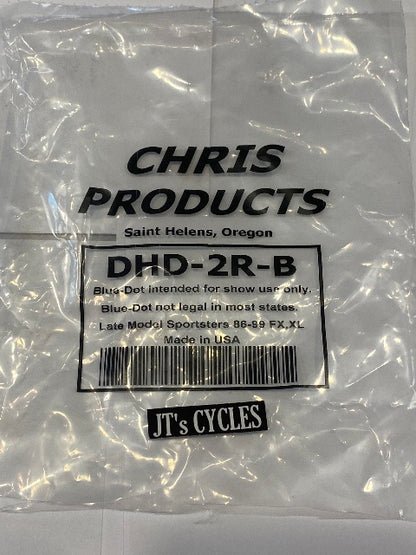 CHRIS
PRODUCTS
Saint Helens, Oregon
DHD-2R-B
Blue-Dot intended for show use only.
Blue-Dot not legal in most states.
Late Model Sportsters 86-99 FX,XL
Made in USA
JT's CYCLES